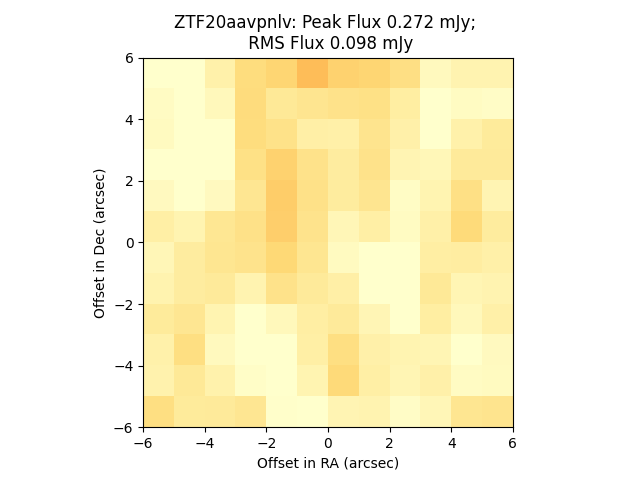 ZTF20aavpnlv: Peak Flux 0.272 mJy;
RMS Flux 0.098 mJy
6
4
2
0
−2
−4
−6
Offset in Dec (arcsec)
−6 −4 −2 0 2 4 6
Offset in RA (arcsec)